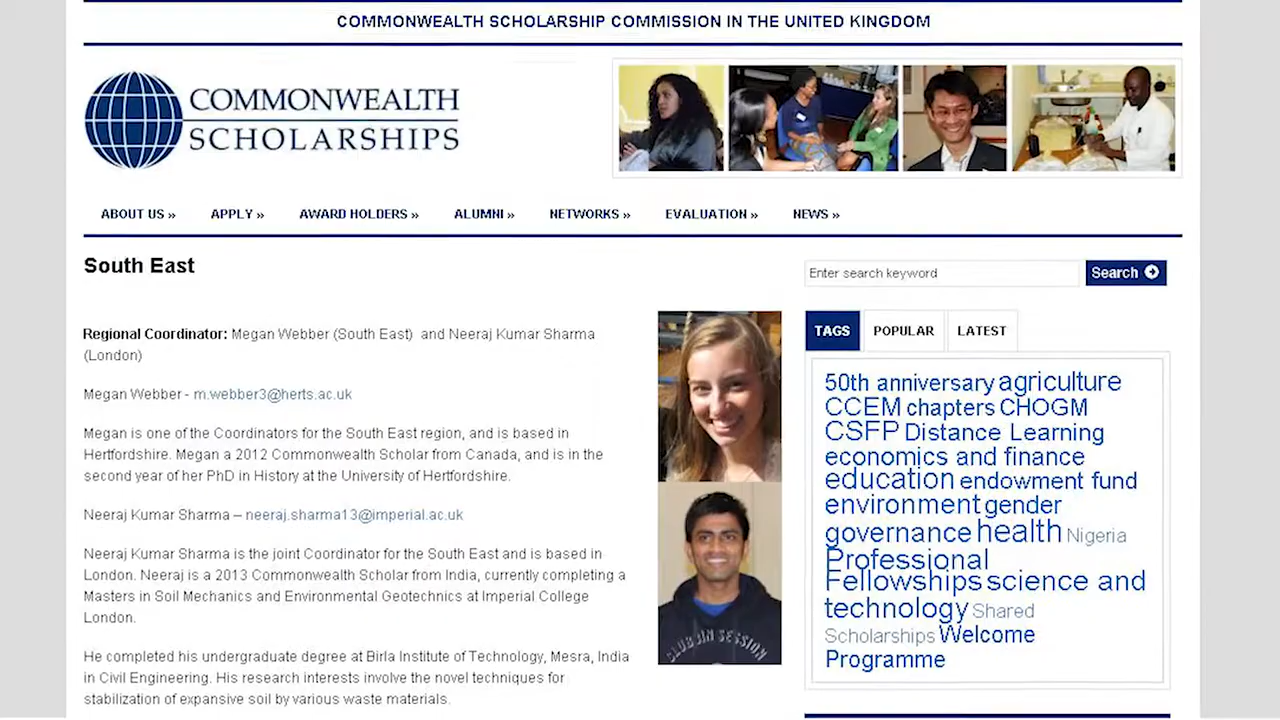 COMMONWEALTH SCHOLARSHIP COMMISSION IN THE UNITED KINGDOM
COMMONWEALTH
SCHOLARSHIPS
ABOUT US » APPLY » AWARD HOLDERS » ALUMNI » NETWORKS » EVALUATION » NEWS »
South East
Regional Coordinator: Megan Webber (South East) and Neeraj Kumar Sharma
(London)
Megan Webber - m.webber3@herts.ac.uk
Megan is one of the Coordinators for the South East region, and is based in
Hertfordshire. Megan a 2012 Commonwealth Scholar from Canada, and is in the
second year of her PhD in History at the University of Hertfordshire.
Neeraj Kumar Sharma – neeraj.sharma13@imperial.ac.uk
Neeraj Kumar Sharma is the joint Coordinator for the South East and is based in
London. Neeraj is a 2013 Commonwealth Scholar from India, currently completing a
Masters in Soil Mechanics and Environmental Geotechnics at Imperial College
London.
He completed his undergraduate degree at Birla Institute of Technology, Mesra, India
in Civil Engineering. His research interests involve the novel techniques for
stabilization of expansive soil by various waste materials.
CLUB IN SESSION
Enter search keyword Search
TAGS POPULAR LATEST
50th anniversary agriculture
CCEM chapters CHOGM
CSFP Distance Learning
economics and finance
education endowment fund
environment gender
governance health Nigeria
Professional
Fellowships science and
technology Shared
Scholarships Welcome
Programme